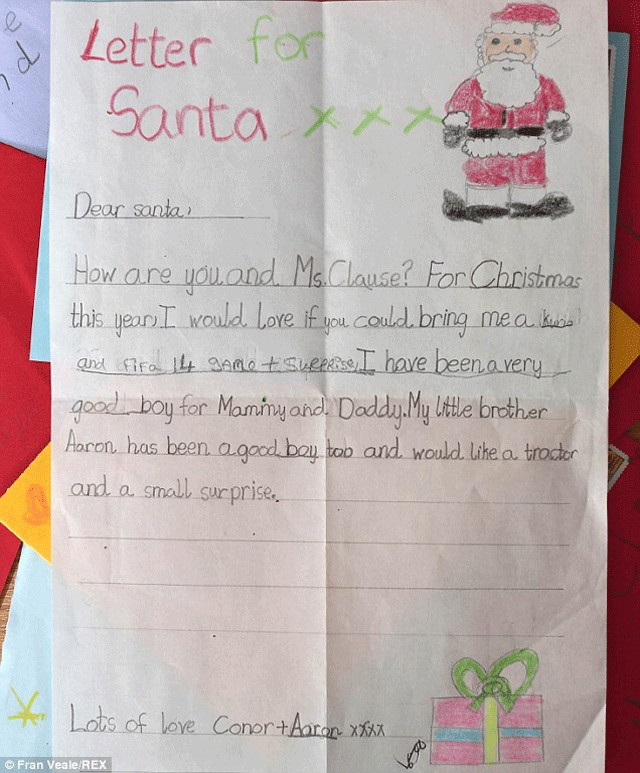 Letter for
Santa x x x
Dear santa,
How are you and Ms. Clause? For Christmas
this year, I would love if you could bring me a
and fifa 14 game + surprise, I have been a very
good boy for Mammy and Daddy. My little brother
Aaron has been a good boy too and would like a tractor
and a small surprise.
Lots of love Conor + Aaron xxxx
© Fran Veale/REX